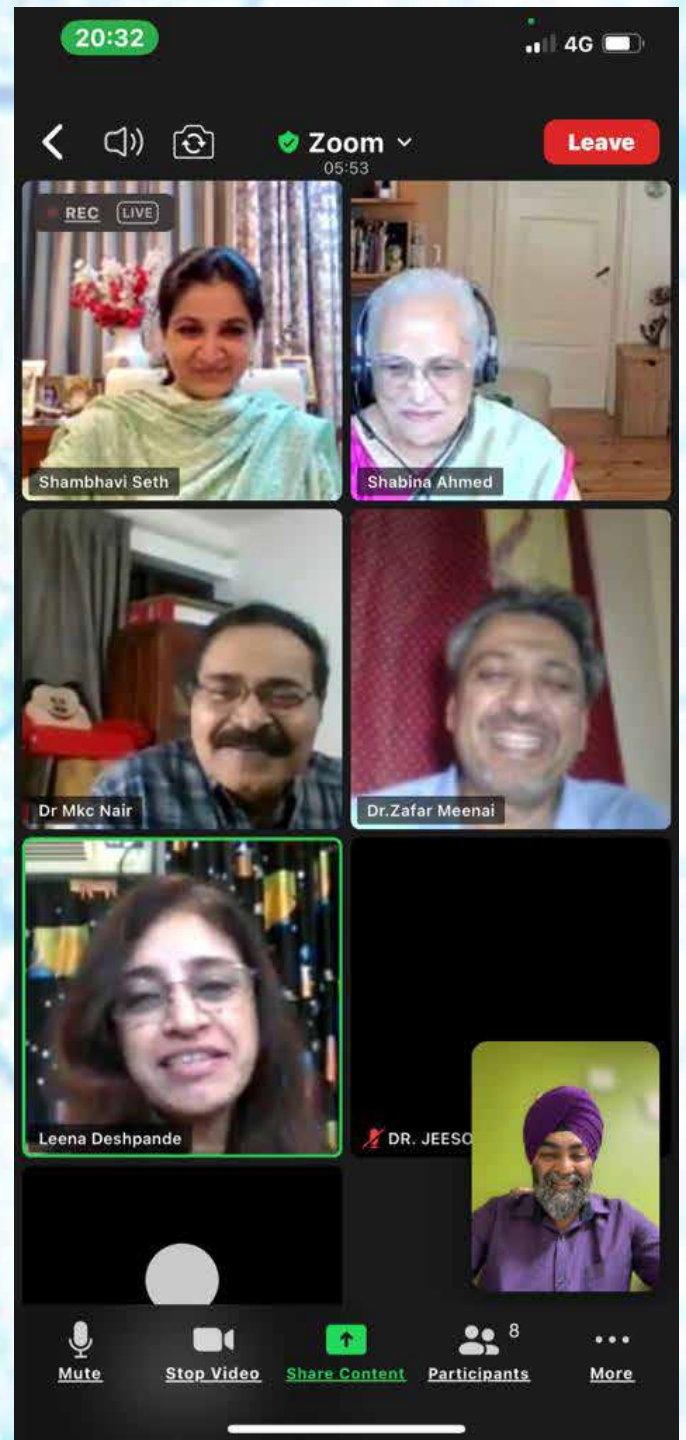 20:32
4G
Zoom
Leave
05:53
REC LIVE
Shambhavi Seth
Shabina Ahmed
Dr Mkc Nair
Dr.Zafar Meenai
Leena Deshpande
DR. JEESO
8
Mute
Stop Video
Share Content
Participants
More